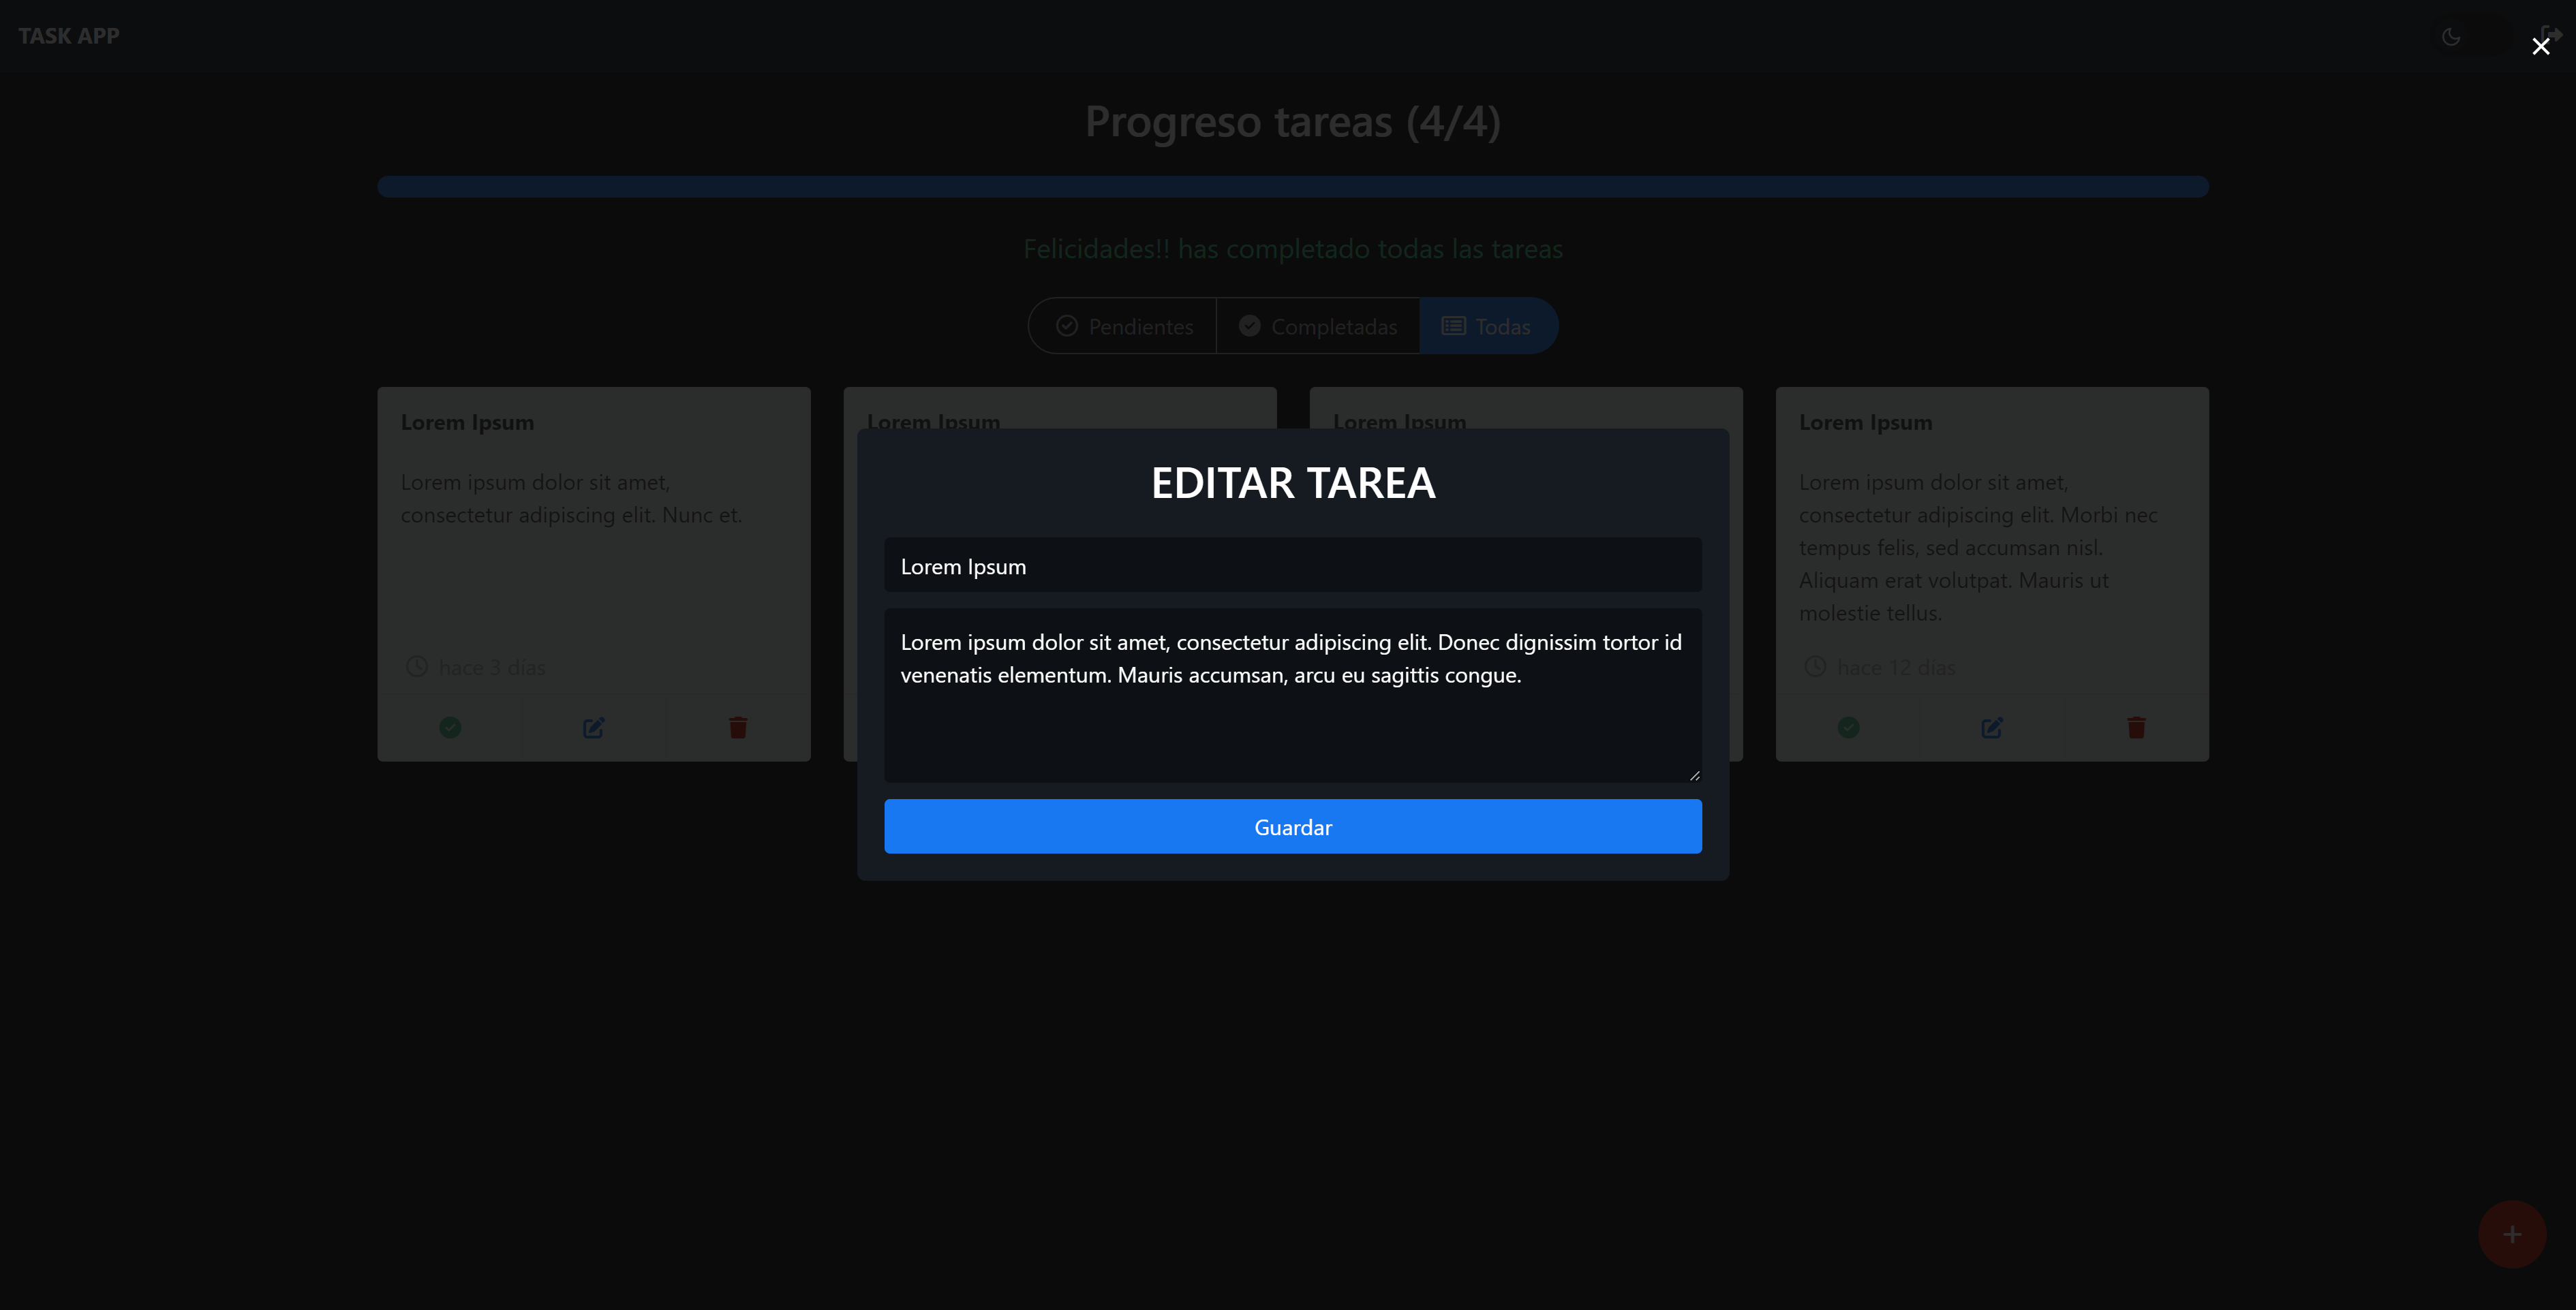 TASK APP
Progreso tareas (4/4)
Felicidades!! has completado todas las tareas
Pendientes
Completadas
Todas
Lorem Ipsum
Lorem ipsum dolor sit amet,
consectetur adipiscing elit. Nunc et.
hace 3 días
Lorem Ipsum
Lorem Ipsum
Lorem Ipsum
Lorem ipsum dolor sit amet,
consectetur adipiscing elit. Morbi nec
tempus felis, sed accumsan nisl.
Aliquam erat volutpat. Mauris ut
molestie tellus.
hace 12 días
EDITAR TAREA
Lorem Ipsum
Lorem ipsum dolor sit amet, consectetur adipiscing elit. Donec dignissim tortor id
venenatis elementum. Mauris accumsan, arcu eu sagittis congue.
Guardar